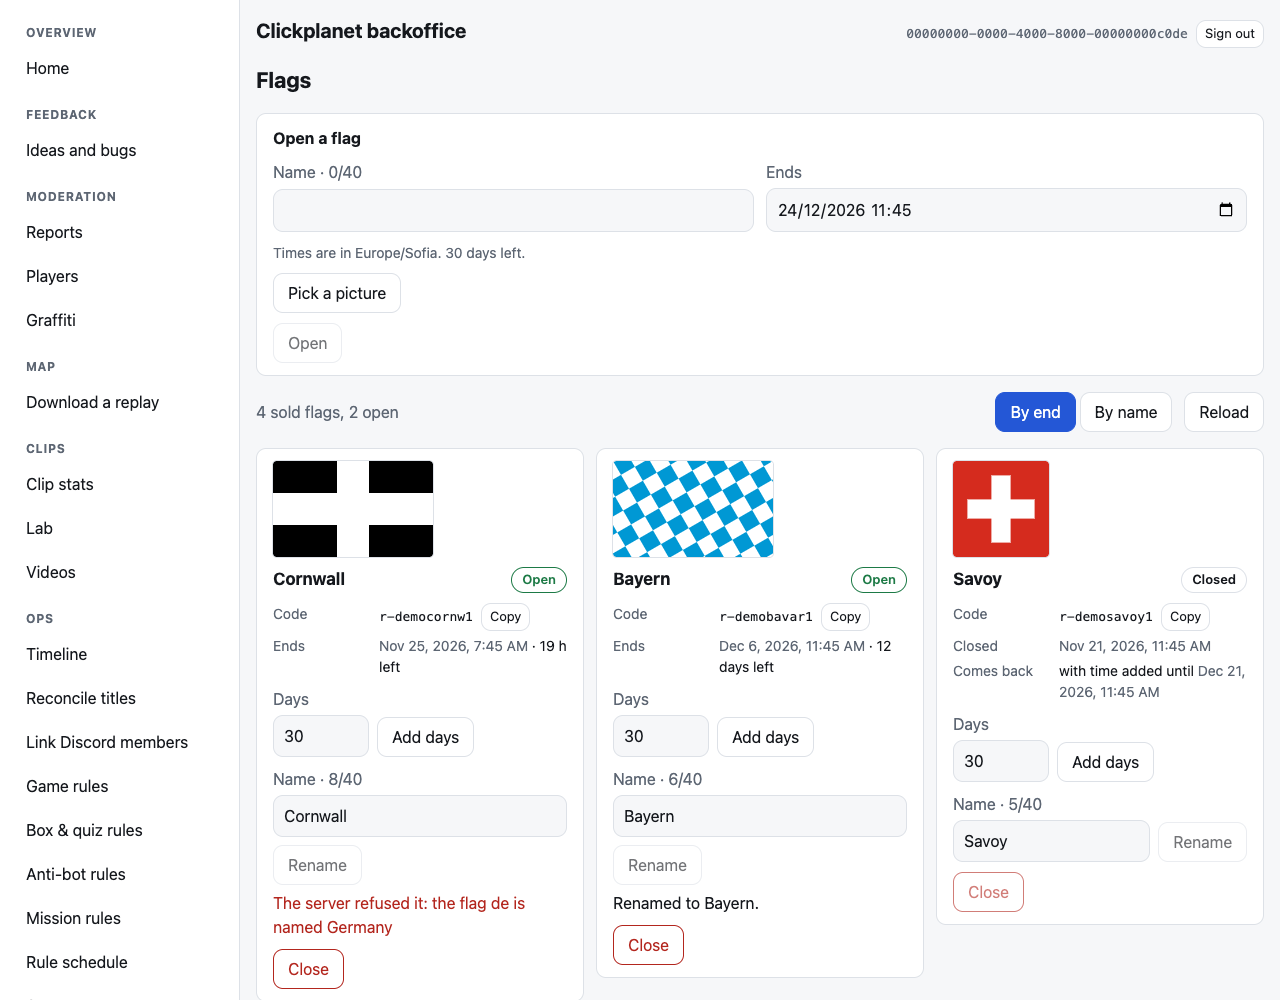 OVERVIEW
Home
FEEDBACK
Ideas and bugs
MODERATION
Reports
Players
Graffiti
MAP
Download a replay
CLIPS
Clip stats
Lab
Videos
OPS
Timeline
Reconcile titles
Link Discord members
Game rules
Box & quiz rules
Anti-bot rules
Mission rules
Rule schedule
Clickplanet backoffice
00000000-0000-4000-8000-00000000c0de
Sign out
Flags
Open a flag
Name · 0/40
Ends
24/12/2026 11:45
Times are in Europe/Sofia. 30 days left.
Pick a picture
Open
4 sold flags, 2 open
By end
By name
Reload
Cornwall
Open
Code
r-democornw1
Copy
Ends
Nov 25, 2026, 7:45 AM · 19 h
left
Days
30
Add days
Name · 8/40
Cornwall
Rename
The server refused it: the flag de is
named Germany
Close
Bayern
Open
Code
r-demobavar1
Copy
Ends
Dec 6, 2026, 11:45 AM · 12
days left
Days
30
Add days
Name · 6/40
Bayern
Rename
Renamed to Bayern.
Close
Savoy
Closed
Code
r-demosavoy1
Copy
Closed
Nov 21, 2026, 11:45 AM
Comes back
with time added until Dec 21,
2026, 11:45 AM
Days
30
Add days
Name · 5/40
Savoy
Rename
Close